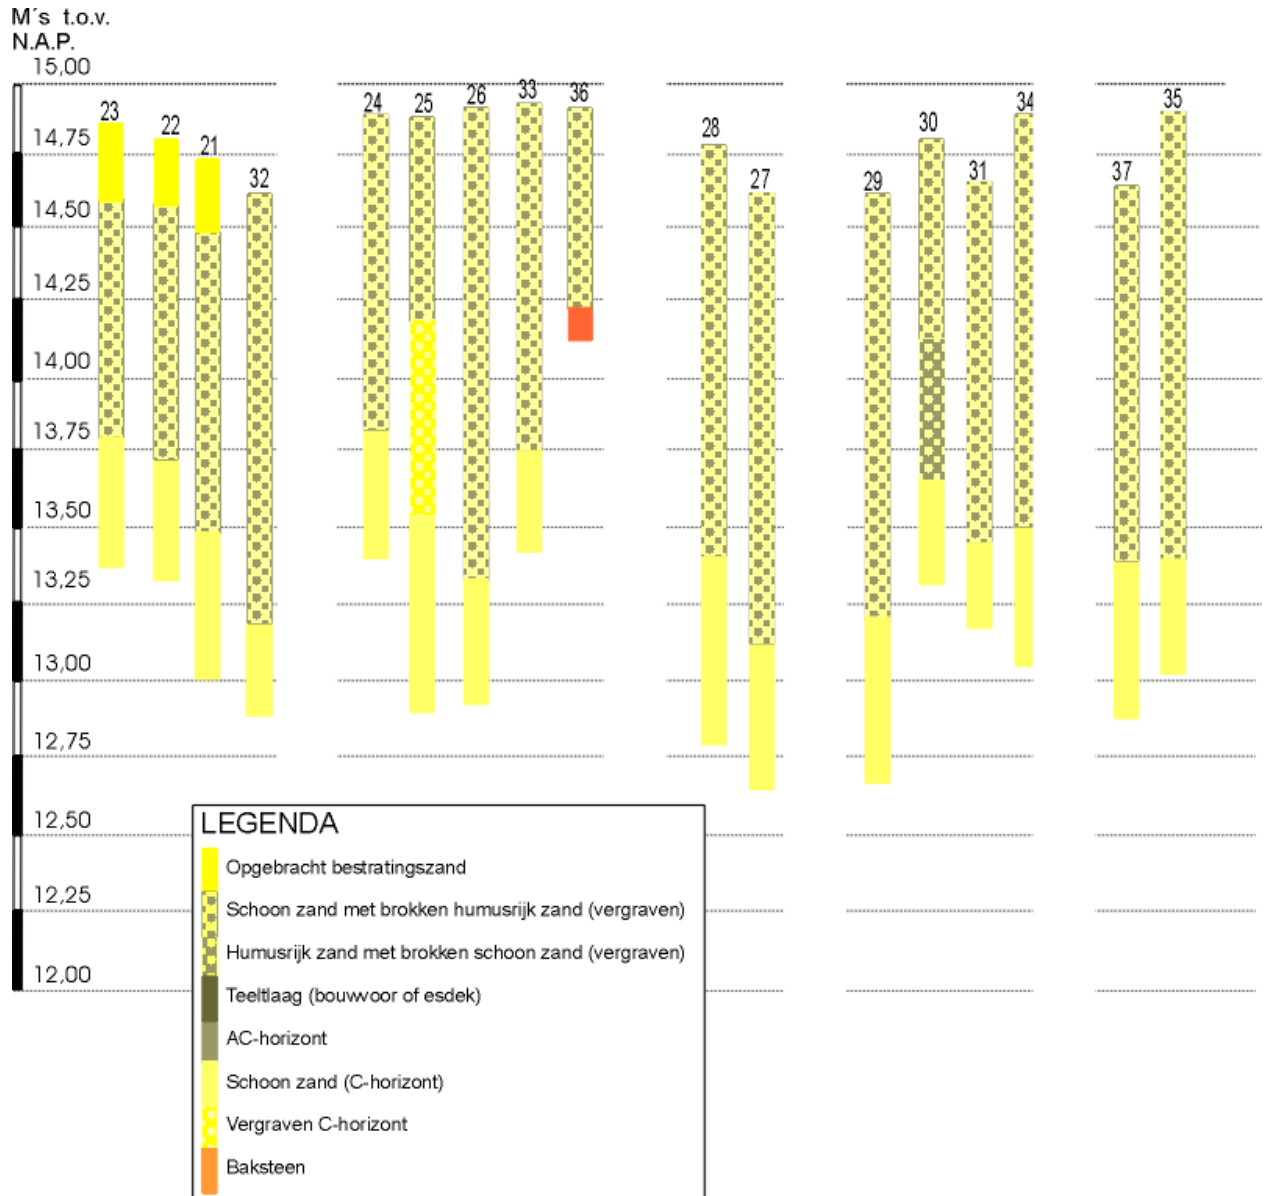 M´s t.o.v.
N.A.P.
15,00
23 22 21 32 24 25 26 33 36 28 27 29 30 31 34 37 35
14,75
14,50
14,25
14,00
13,75
13,50
13,25
13,00
12,75
12,50
12,25
12,00
LEGENDA
Opgebracht bestratingszand
Schoon zand met brokken humusrijk zand (vergraven)
Humusrijk zand met brokken schoon zand (vergraven)
Teeltlaag (bouwvoor of esdek)
AC-horizont
Schoon zand (C-horizont)
Vergraven C-horizont
Baksteen